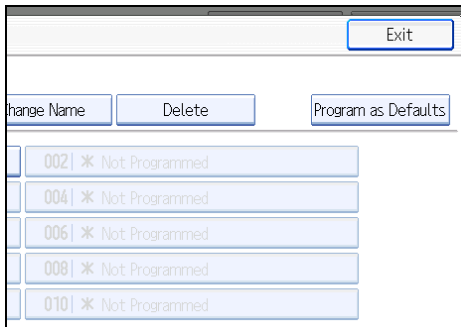 Exit
Change Name Delete Program as Defaults
002 ✱ Not Programmed
004 ✱ Not Programmed
006 ✱ Not Programmed
008 ✱ Not Programmed
010 ✱ Not Programmed